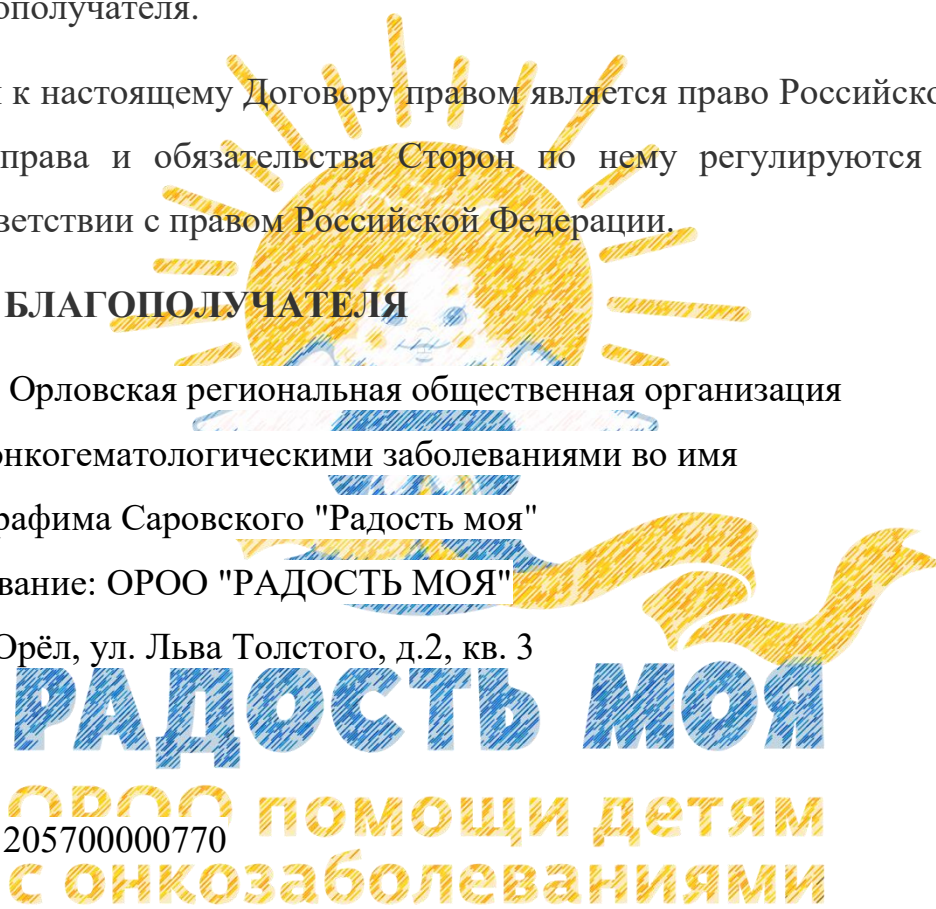 ополучателя.
к настоящему Договору правом является право Российско
права и обязательства Сторон по нему регулируются
ветствии с правом Российской Федерации.
БЛАГОПОЛУЧАТЕЛЯ
Орловская региональная общественная организация
онкогематологическими заболеваниями во имя
рафима Саровского "Радость моя"
вание: ОРОО "РАДОСТЬ МОЯ"
Орёл, ул. Льва Толстого, д.2, кв. 3
РАДОСТЬ МОЯ
ОРОО помощи детям
205700000770
с онкозаболеваниями